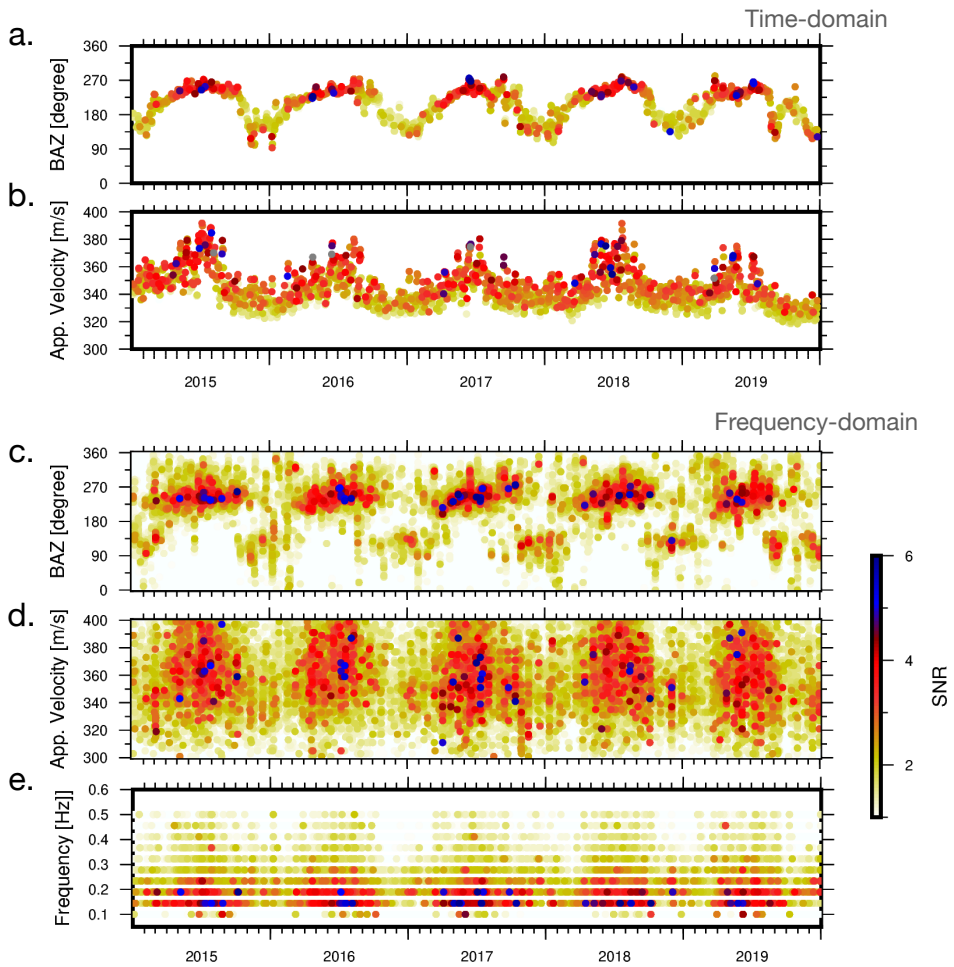 Time-domain
a.
360
270
180
90
0
BAZ [degree]
b.
400
380
360
340
320
300
App. Velocity [m/s]
2015 2016 2017 2018 2019
Frequency-domain
c.
360
270
180
90
0
BAZ [degree]
d.
400
380
360
340
320
300
App. Velocity [m/s]
e.
0.6
0.5
0.4
0.3
0.2
0.1
Frequency [Hz]]
2015 2016 2017 2018 2019
6
4
2
SNR